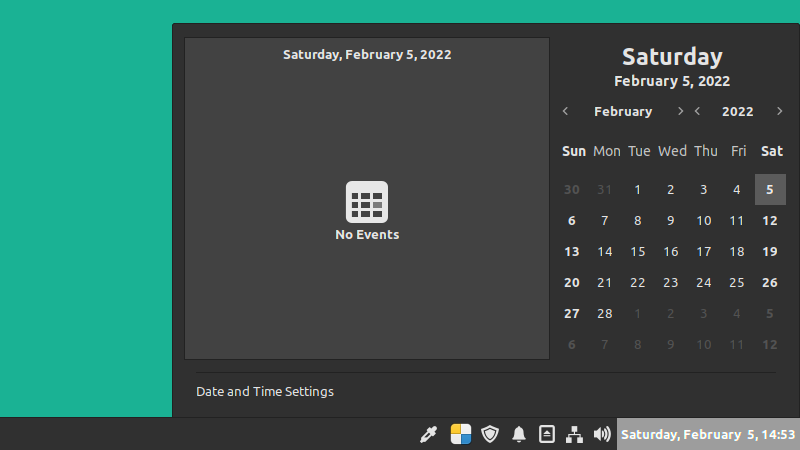 Saturday, February 5, 2022
No Events
Saturday
February 5, 2022
February 2022
Sun Mon Tue Wed Thu Fri Sat
30 31 1 2 3 4 5
6 7 8 9 10 11 12
13 14 15 16 17 18 19
20 21 22 23 24 25 26
27 28 1 2 3 4 5
6 7 8 9 10 11 12
Date and Time Settings
Saturday, February 5, 14:53